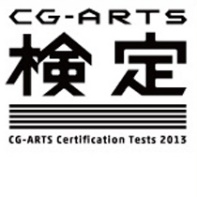 CG-ARTS
検定
CG-ARTS Certification Tests 2013